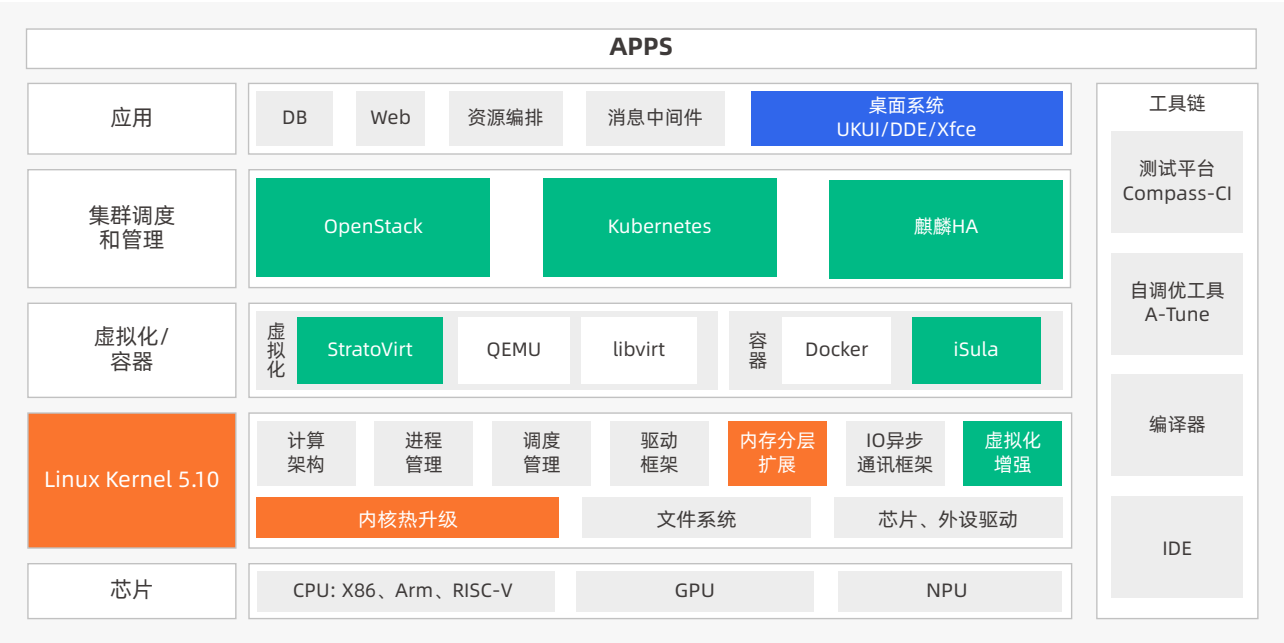 APPS
应用
DB
Web
资源编排
消息中间件
桌面系统
UKUI/DDE/Xfce
集群调度
和管理
OpenStack
Kubernetes
麒麟HA
虚拟化/
容器
虚拟化
StratoVirt
QEMU
libvirt
容器
Docker
iSula
Linux Kernel 5.10
计算
架构
进程
管理
调度
管理
驱动
框架
内存分层
扩展
IO异步
通讯框架
虚拟化
增强
内核热升级
文件系统
芯片、外设驱动
芯片
CPU: X86、Arm、RISC-V
GPU
NPU
工具链
测试平台
Compass-CI
自调优工具
A-Tune
编译器
IDE